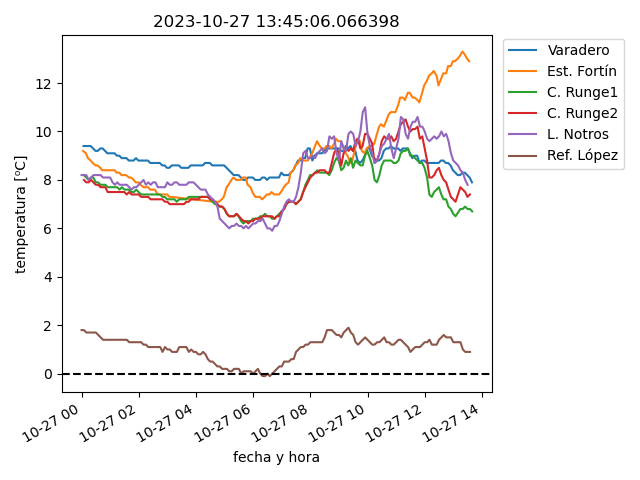 2023-10-27 13:45:06.066398
Varadero
Est. Fortín
C. Runge1
C. Runge2
L. Notros
Ref. López
temperatura [ºC]
12
10
8
6
4
2
0
10-27 00
10-27 02
10-27 04
10-27 06
10-27 08
10-27 10
10-27 12
10-27 14
fecha y hora